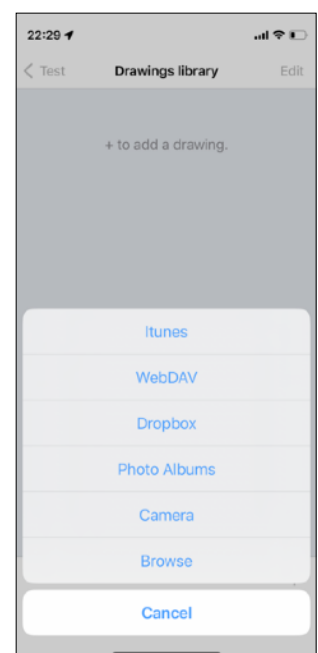 22:29
Test Drawings library Edit
+ to add a drawing.
Itunes
WebDAV
Dropbox
Photo Albums
Camera
Browse
Cancel